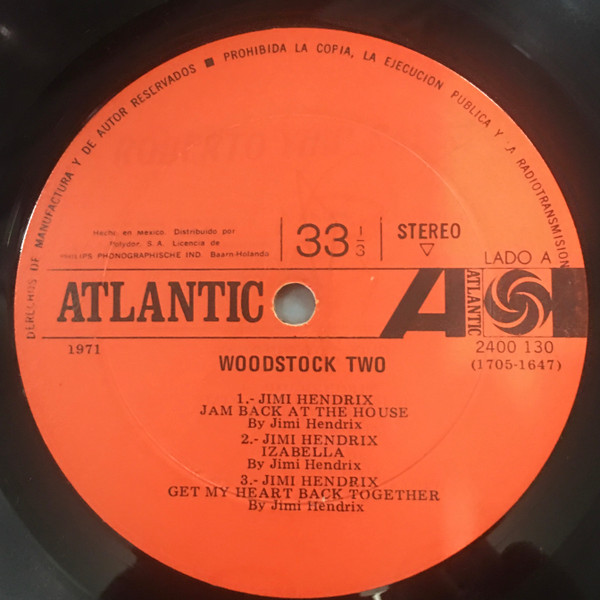 DERECHOS DE MANUFACTURA Y DE AUTOR RESERVADOS ■ PROHIBIDA LA COPIA, LA EJECUCION PUBLICA Y LA RADIOTRANSMISION
Hecho en Mexico. Distribuido por
Polydor, S. A. Licencia de
PHILIPS PHONOGRAPHISCHE IND. Baarn-Holanda
33 1/3
STEREO
LADO A
ATLANTIC
ATLANTIC
1971
2400 130
(1705-1647)
WOODSTOCK TWO
1.- JIMI HENDRIX
JAM BACK AT THE HOUSE
By Jimi Hendrix
2.- JIMI HENDRIX
IZABELLA
By Jimi Hendrix
3.- JIMI HENDRIX
GET MY HEART BACK TOGETHER
By Jimi Hendrix